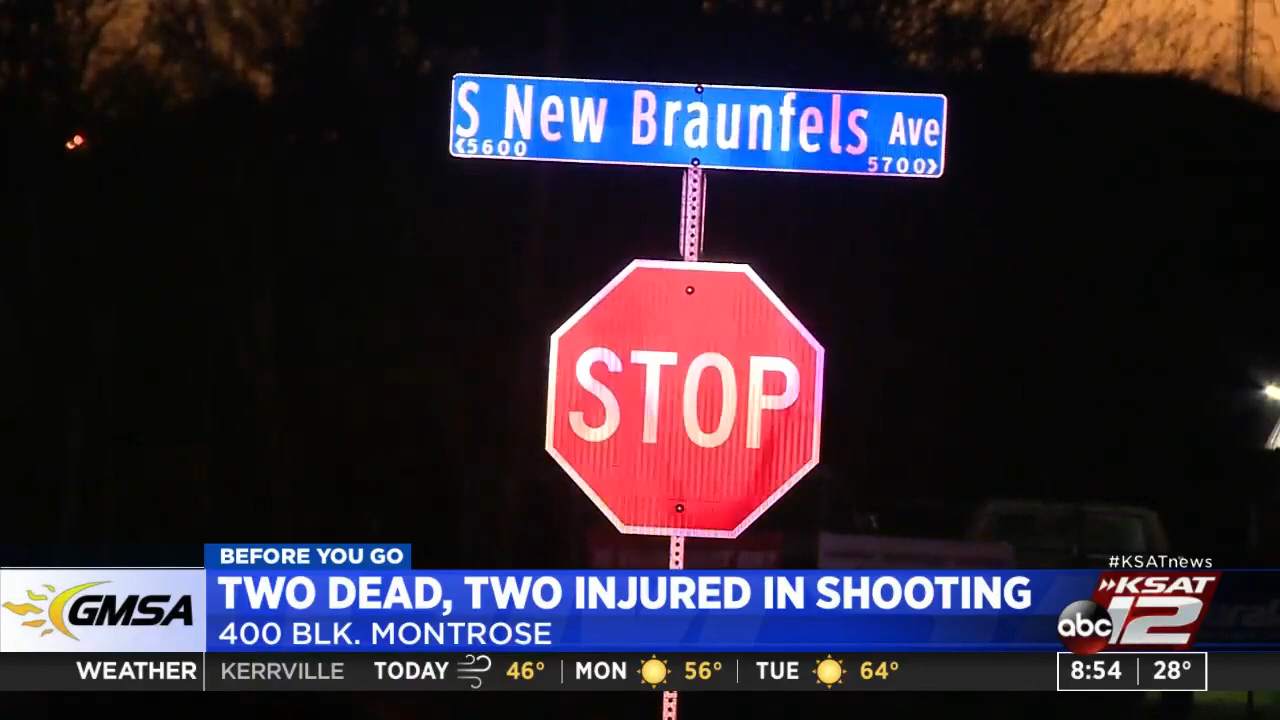 S New Braunfels Ave
‹5600 5700›
STOP
BEFORE YOU GO
TWO DEAD, TWO INJURED IN SHOOTING
400 BLK. MONTROSE
GMSA
#KSATnews
»KSAT
abc 12
WEATHER KERRVILLE TODAY 46° MON 56° TUE 64° 8:54 28°